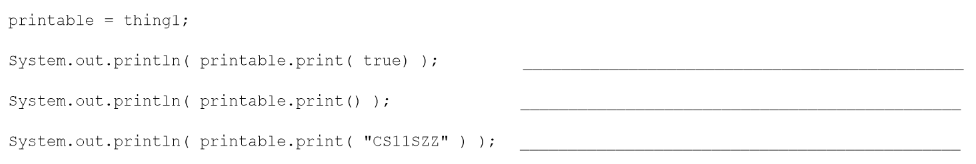 printable = thing1;
System.out.println( printable.print( true) );
System.out.println( printable.print() );
System.out.println( printable.print( "CS11SZZ" ) );